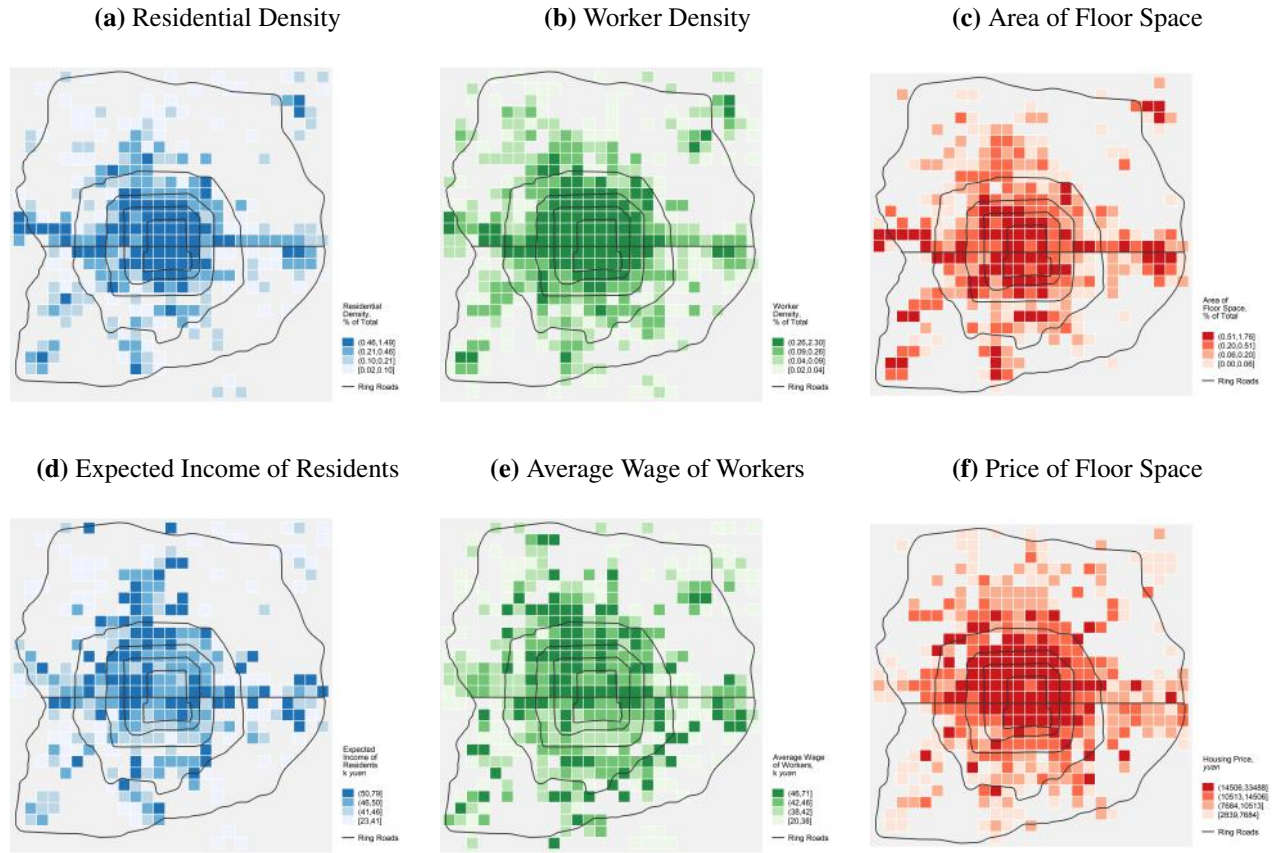 (a) Residential Density
(b) Worker Density
(c) Area of Floor Space
Residential
Density,
% of Total
(0.46,1.49]
(0.21,0.46]
(0.10,0.21]
[0.02,0.10]
Ring Roads
Worker
Density,
% of Total
(0.26,2.30]
(0.09,0.26]
(0.04,0.09]
[0.02,0.04]
Ring Roads
Area of
Floor Space,
% of Total
(0.51,1.76]
(0.20,0.51]
(0.06,0.20]
[0.00,0.06]
Ring Roads
(d) Expected Income of Residents
(e) Average Wage of Workers
(f) Price of Floor Space
Expected
Income of
Residents
k yuan
(50,79]
(46,50]
(41,46]
[23,41]
Ring Roads
Average Wage
of Workers,
k yuan
(46,71]
(42,46]
(38,42]
[20,38]
Ring Roads
Housing Price,
yuan
(14506,33488]
(10513,14506]
(7684,10513]
[2839,7684]
Ring Roads